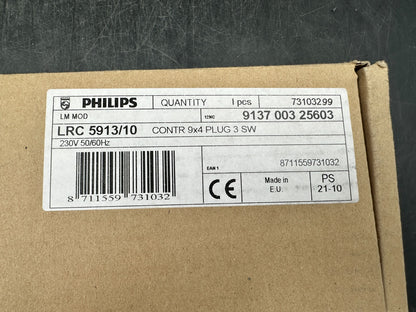 PHILIPS QUANTITY 1 pcs 73103299
LM MOD 12NC 9137 003 25603
LRC 5913/10 CONTR 9x4 PLUG 3 SW
230V 50/60Hz
EAN 1 8711559731032
8 711559 731032
CE Made in E.U. PS 21-10